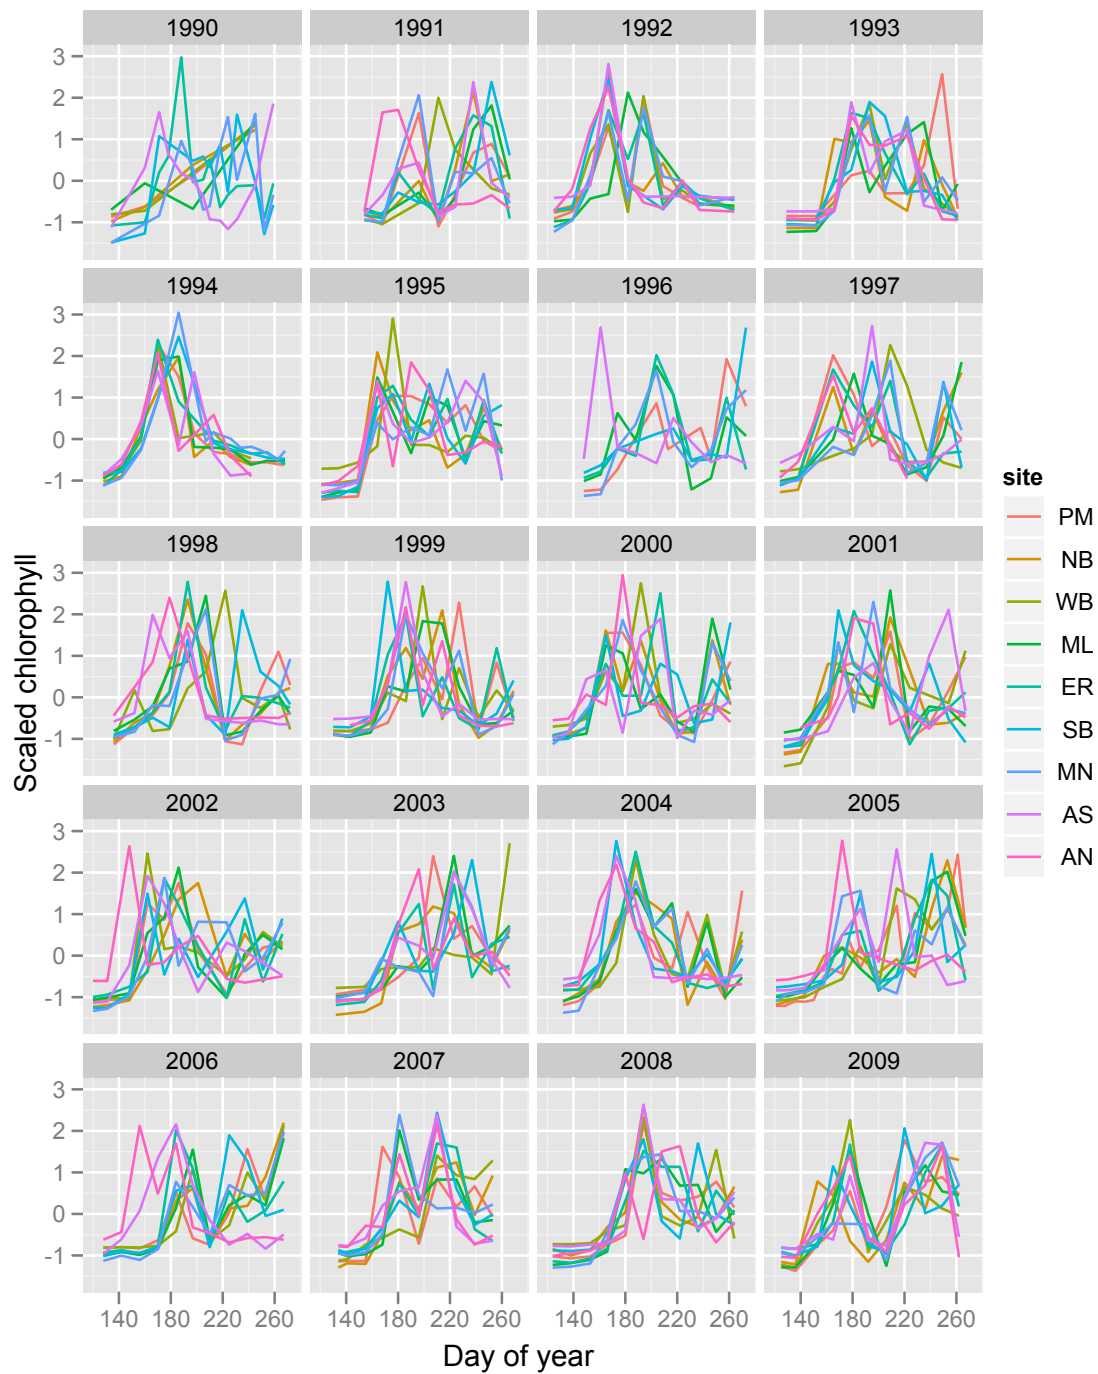 1990 1991 1992 1993
3
2
1
0
-1
1994 1995 1996 1997
3
2
1
0
-1
1998 1999 2000 2001
3
2
1
0
-1
2002 2003 2004 2005
3
2
1
0
-1
2006 2007 2008 2009
3
2
1
0
-1
140 180 220 260 140 180 220 260 140 180 220 260 140 180 220 260
Day of year
Scaled chlorophyll
site
PM
NB
WB
ML
ER
SB
MN
AS
AN